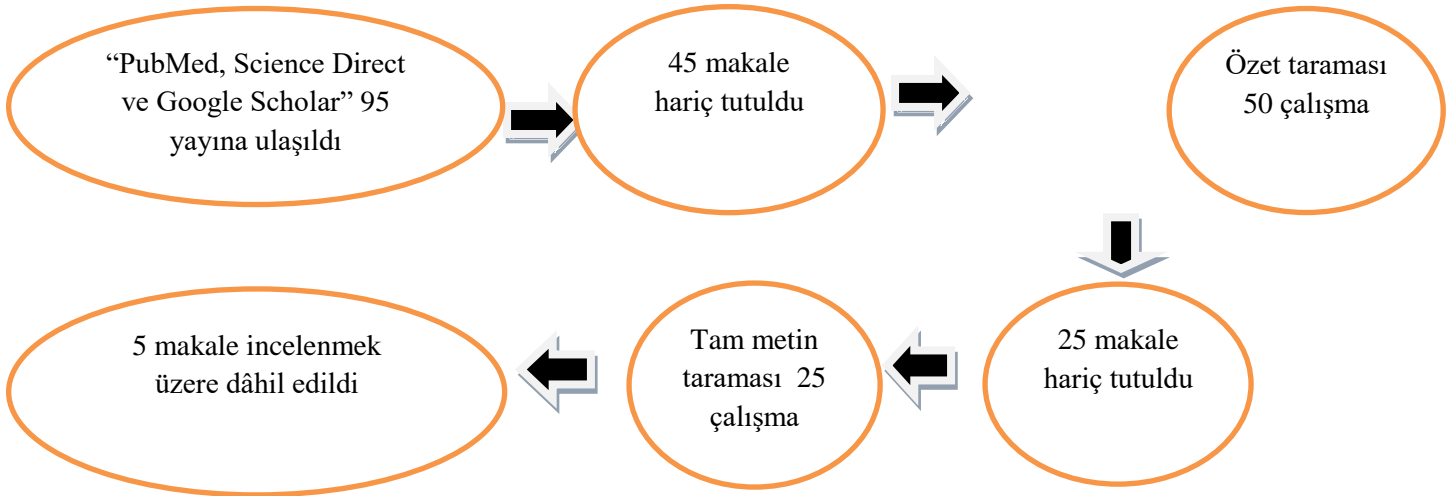 “PubMed, Science Direct
ve Google Scholar” 95
yayına ulaşıldı
45 makale
hariç tutuldu
Özet taraması
50 çalışma
25 makale
hariç tutuldu
Tam metin
taraması 25
çalışma
5 makale incelenmek
üzere dâhil edildi